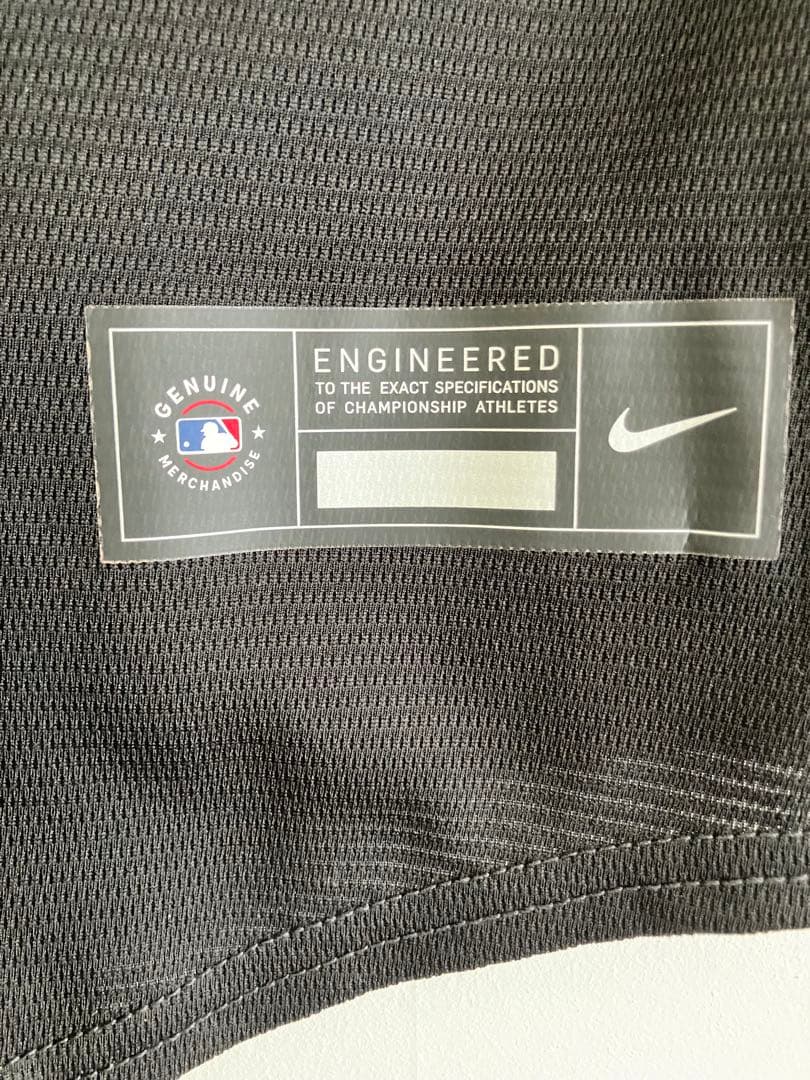 GENUINE
MERCHANDISE
ENGINEERED
TO THE EXACT SPECIFICATIONS
OF CHAMPIONSHIP ATHLETES